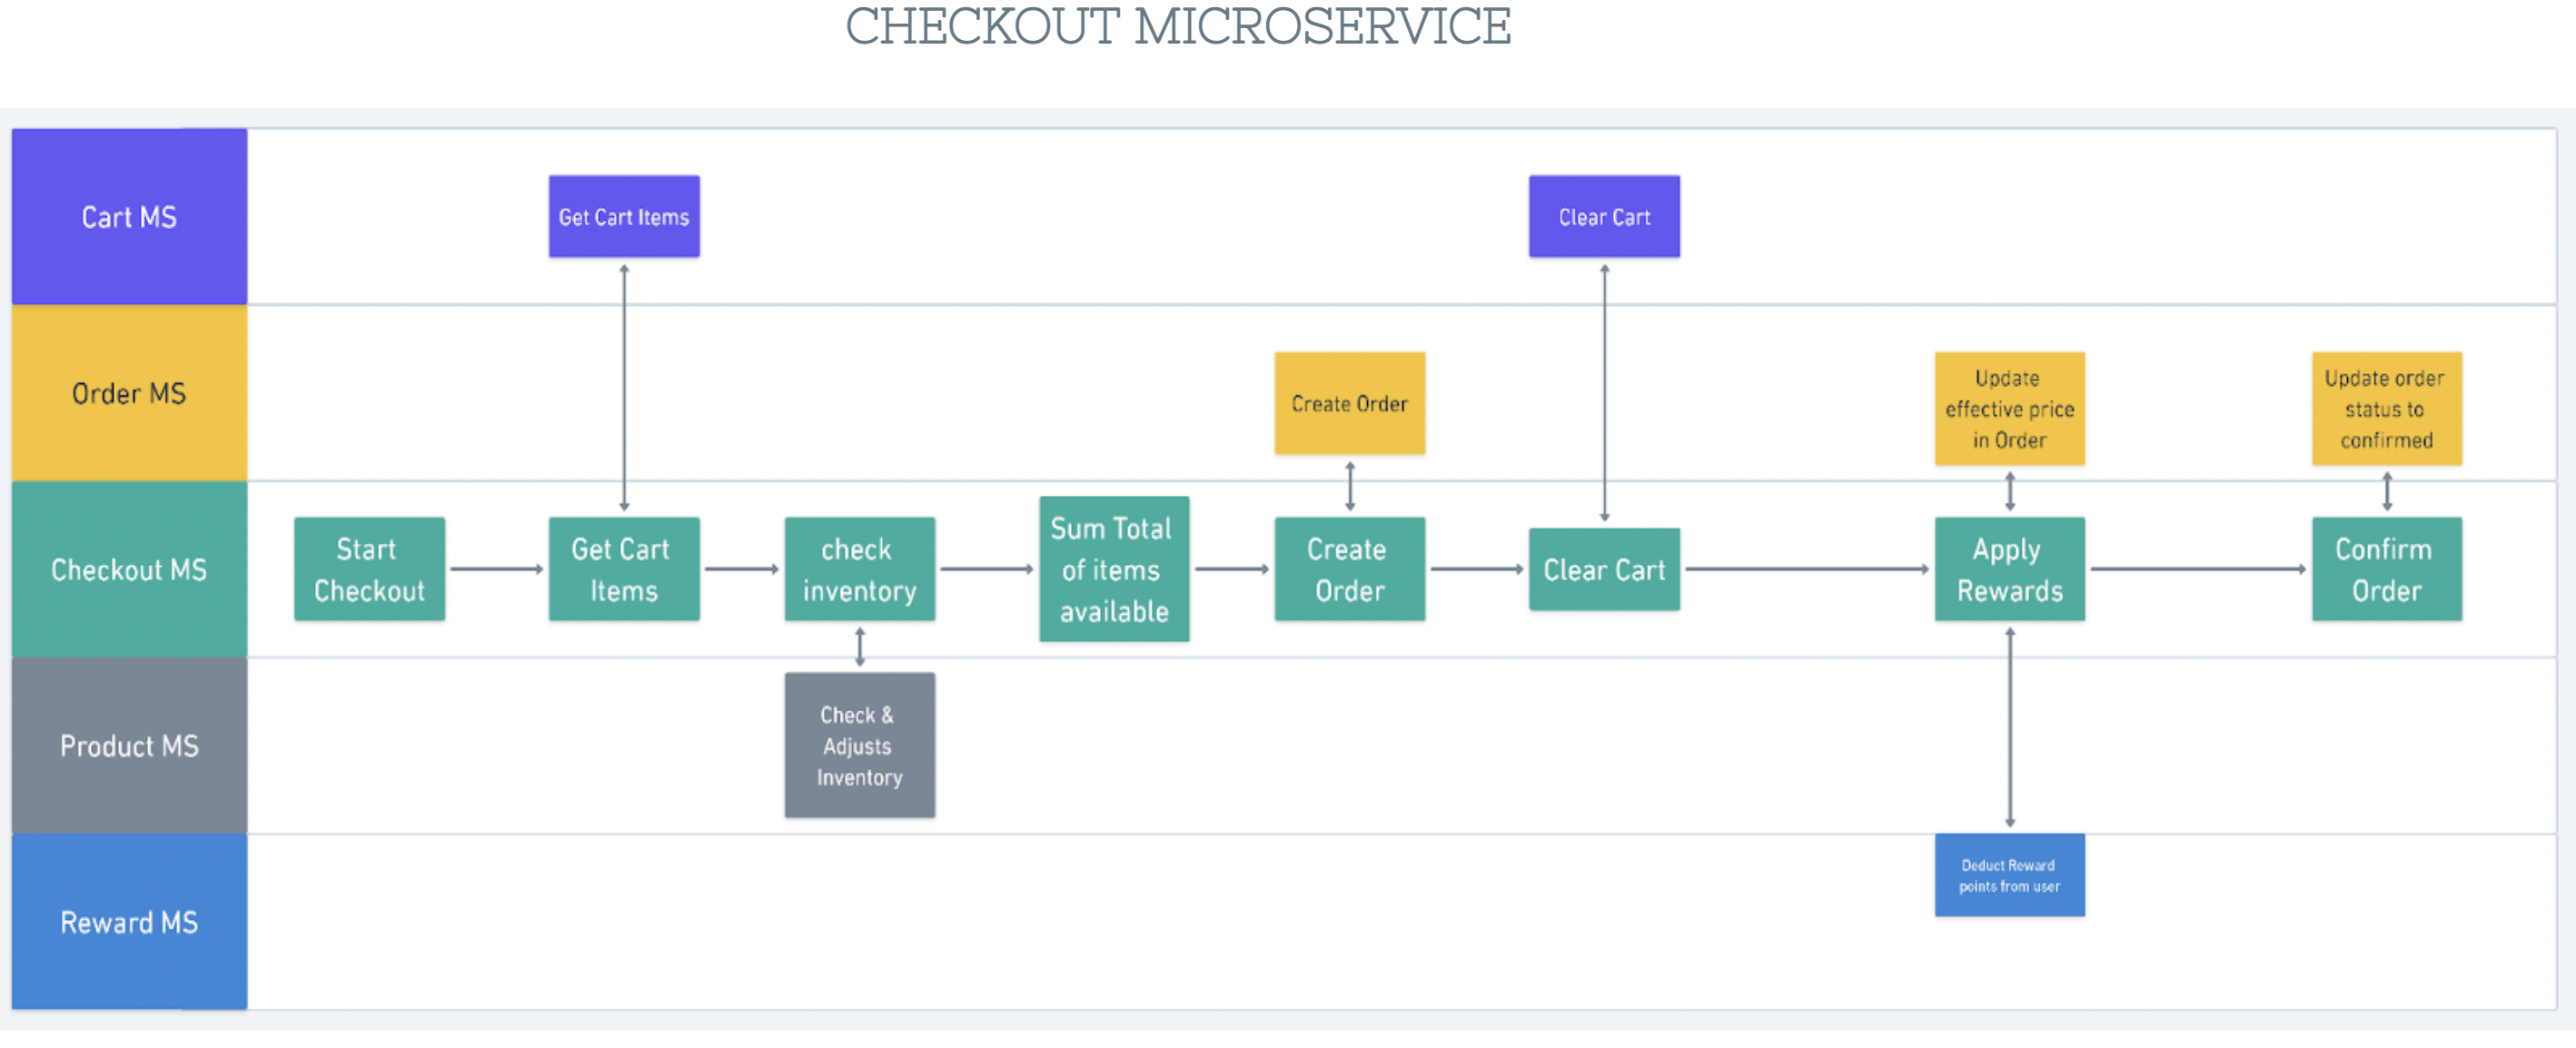 CHECKOUT MICROSERVICE
Cart MS
Get Cart Items
Clear Cart
Order MS
Create Order
Update
effective price
in Order
Update order
status to
confirmed
Checkout MS
Start
Checkout
Get Cart
Items
check
inventory
Sum Total
of items
available
Create
Order
Clear Cart
Apply
Rewards
Confirm
Order
Product MS
Check &
Adjusts
Inventory
Reward MS
Deduct Reward
points from user